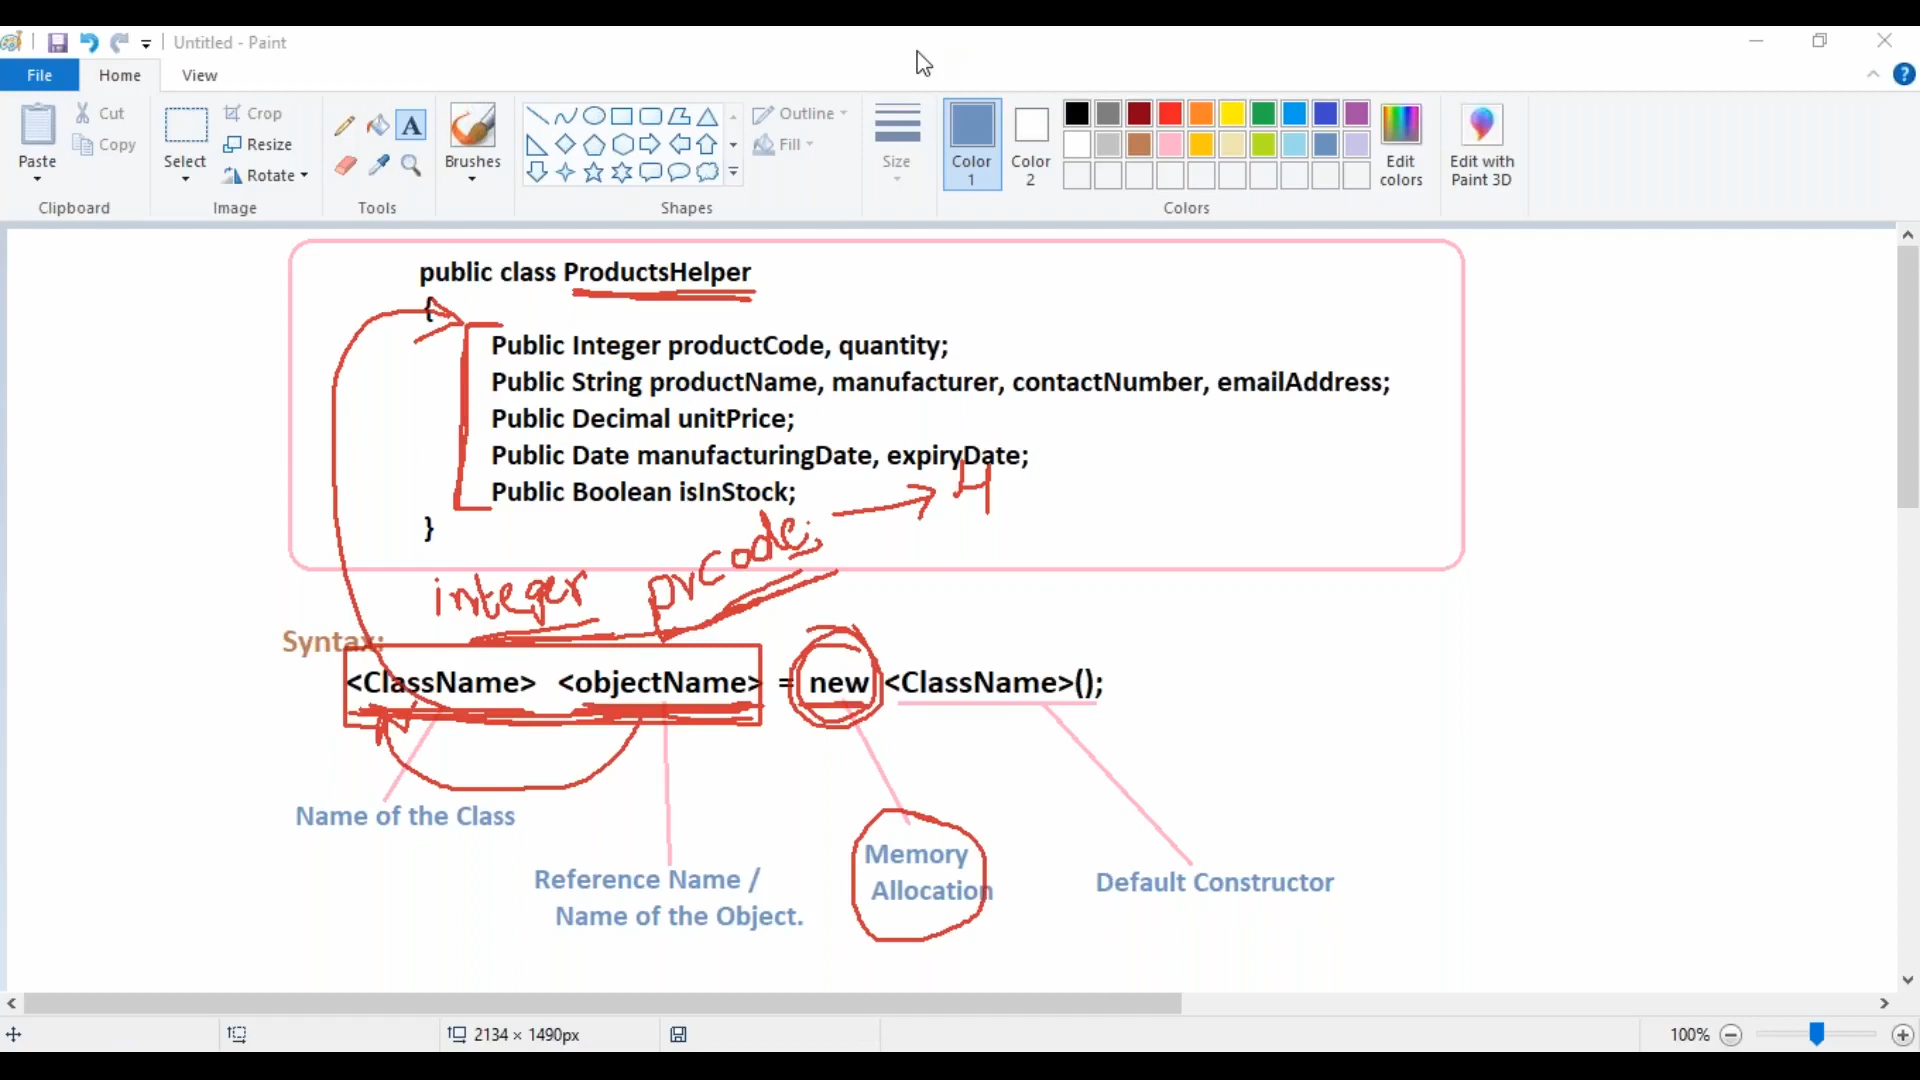 Untitled - Paint
File Home View
Paste
Cut
Copy
Clipboard
Select
Crop
Resize
Rotate
Image
A
Tools
Brushes
Shapes
Outline
Fill
Size
Color 1
Color 2
Colors
Edit colors
Edit with Paint 3D
?
public class ProductsHelper
{
Public Integer productCode, quantity;
Public String productName, manufacturer, contactNumber, emailAddress;
Public Decimal unitPrice;
Public Date manufacturingDate, expiryDate;
Public Boolean isInStock;
}
integer prcode; → 4
Syntax:
<ClassName> <objectName> = new <ClassName>();
Name of the Class
Reference Name /
Name of the Object.
Memory
Allocation
Default Constructor
2134 × 1490px
100%